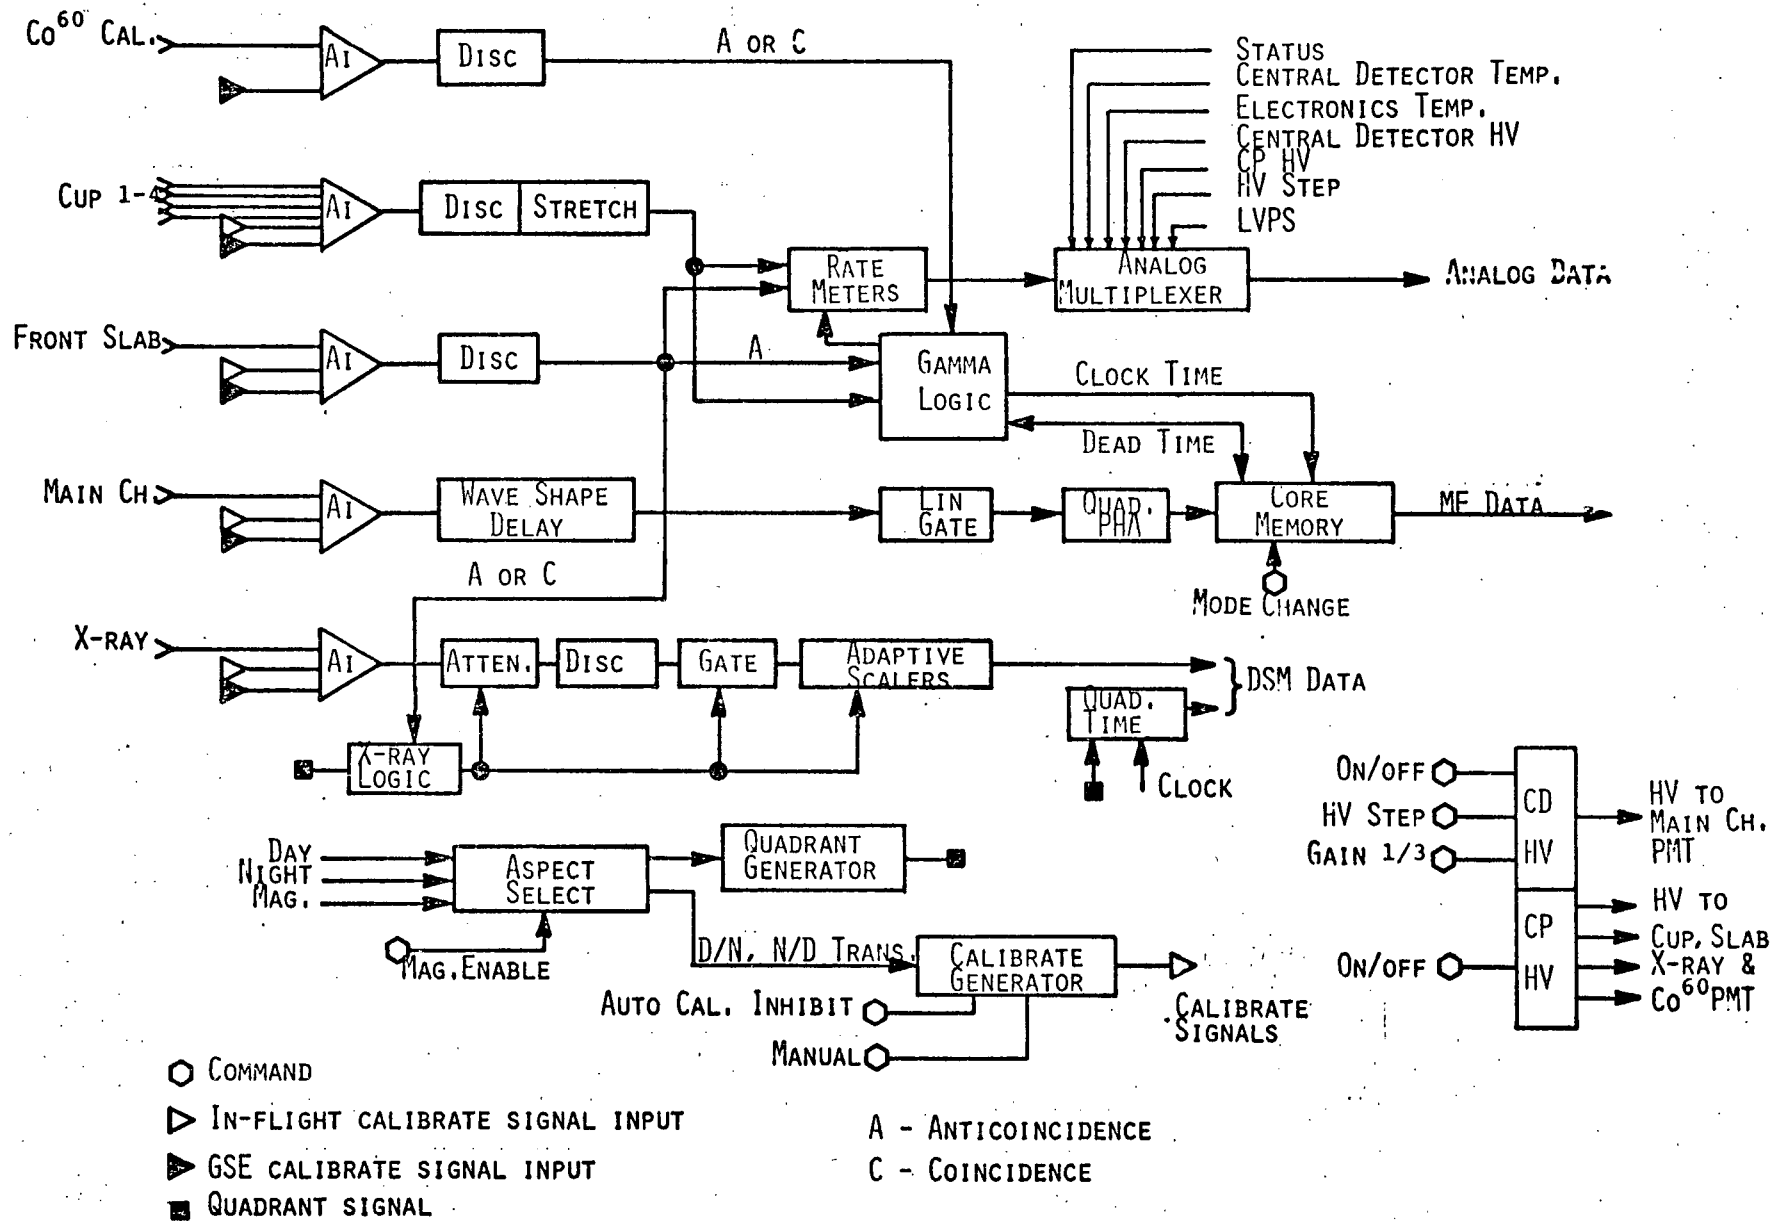 Co60 CAL.
AI
DISC
A OR C
STATUS
CENTRAL DETECTOR TEMP.
ELECTRONICS TEMP.
CENTRAL DETECTOR HV
CP HV
HV STEP
LVPS
CUP 1-4
AI
DISC
STRETCH
RATE
METERS
ANALOG
MULTIPLEXER
ANALOG DATA
FRONT SLAB
AI
DISC
A
GAMMA
LOGIC
CLOCK TIME
DEAD TIME
MAIN CH.
AI
WAVE SHAPE
DELAY
LIN
GATE
QUAD.
PHA
CORE
MEMORY
MF DATA
MODE CHANGE
A OR C
X-RAY
AI
ATTEN.
DISC
GATE
ADAPTIVE
SCALERS
DSM DATA
QUAD.
TIME
CLOCK
X-RAY
LOGIC
DAY
NIGHT
MAG.
ASPECT
SELECT
QUADRANT
GENERATOR
MAG. ENABLE
D/N, N/D TRANS.
CALIBRATE
GENERATOR
AUTO CAL. INHIBIT
MANUAL
CALIBRATE
SIGNALS
ON/OFF
HV STEP
GAIN 1/3
CD
HV
HV TO
MAIN CH.
PMT
ON/OFF
CP
HV
HV TO
CUP, SLAB
X-RAY &
Co60 PMT
COMMAND
IN-FLIGHT CALIBRATE SIGNAL INPUT
GSE CALIBRATE SIGNAL INPUT
QUADRANT SIGNAL
A - ANTICOINCIDENCE
C - COINCIDENCE